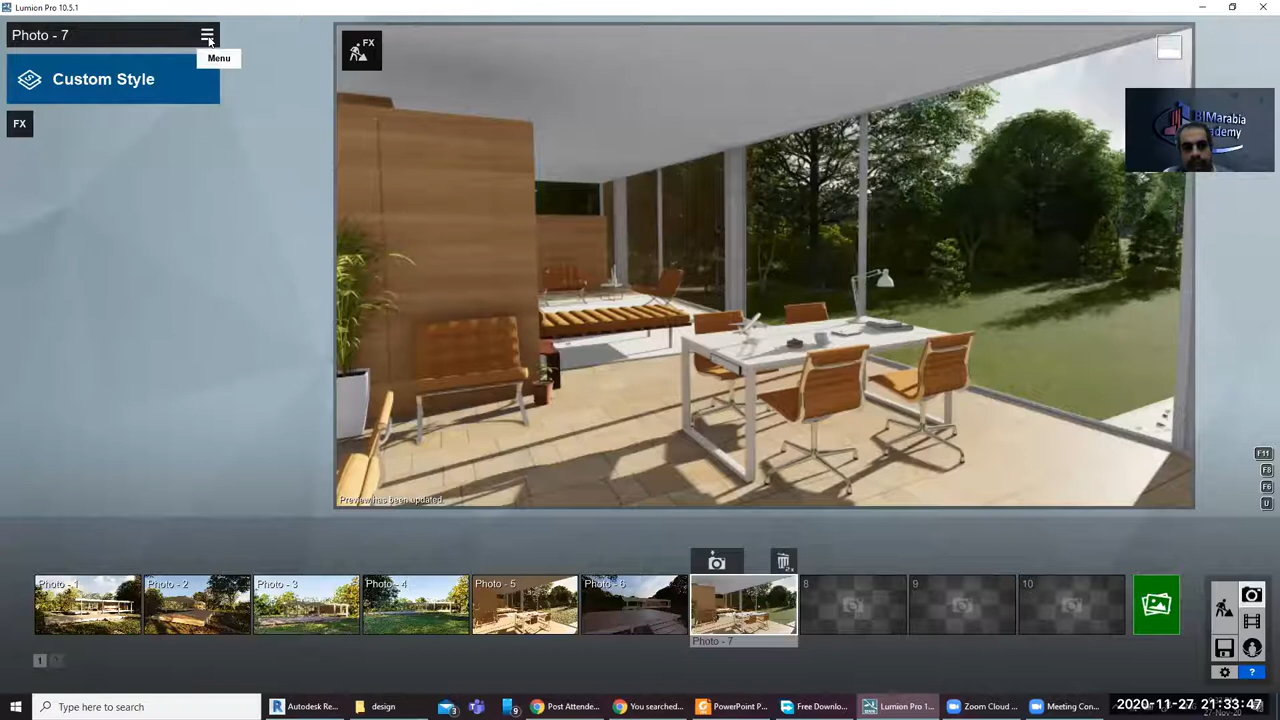 Lumion Pro 10.5.1
Photo - 7
Menu
Custom Style
FX
FX
BIMarabia
Preview has been updated
F11
F8
F6
U
Photo - 1
Photo - 2
Photo - 3
Photo - 4
Photo - 5
Photo - 6
8
9
10
Photo - 7
1
2
?
Type here to search
Autodesk Re...
design
3
9
Post Attende...
You searched...
PowerPoint P...
Free Downlo...
Lumion Pro 1...
Zoom Cloud ...
Meeting Con...
2020-11-27 21:33:47